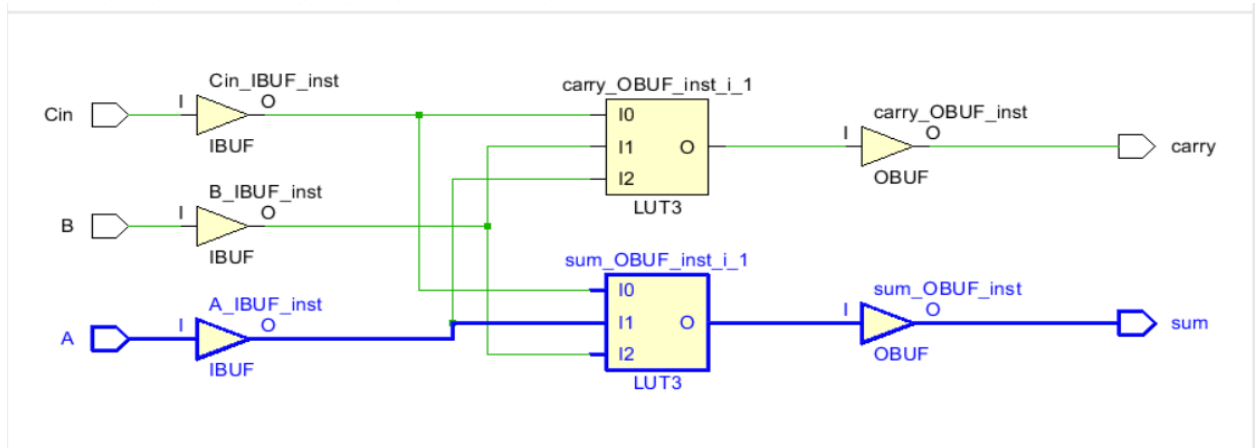 Cin_IBUF_inst
carry_OBUF_inst_i_1
Cin
I
O
IBUF
I0
I1
I2
O
LUT3
carry_OBUF_inst
I
O
OBUF
carry
B_IBUF_inst
B
I
O
IBUF
sum_OBUF_inst_i_1
A_IBUF_inst
A
I
O
IBUF
I0
I1
I2
O
LUT3
sum_OBUF_inst
I
O
OBUF
sum